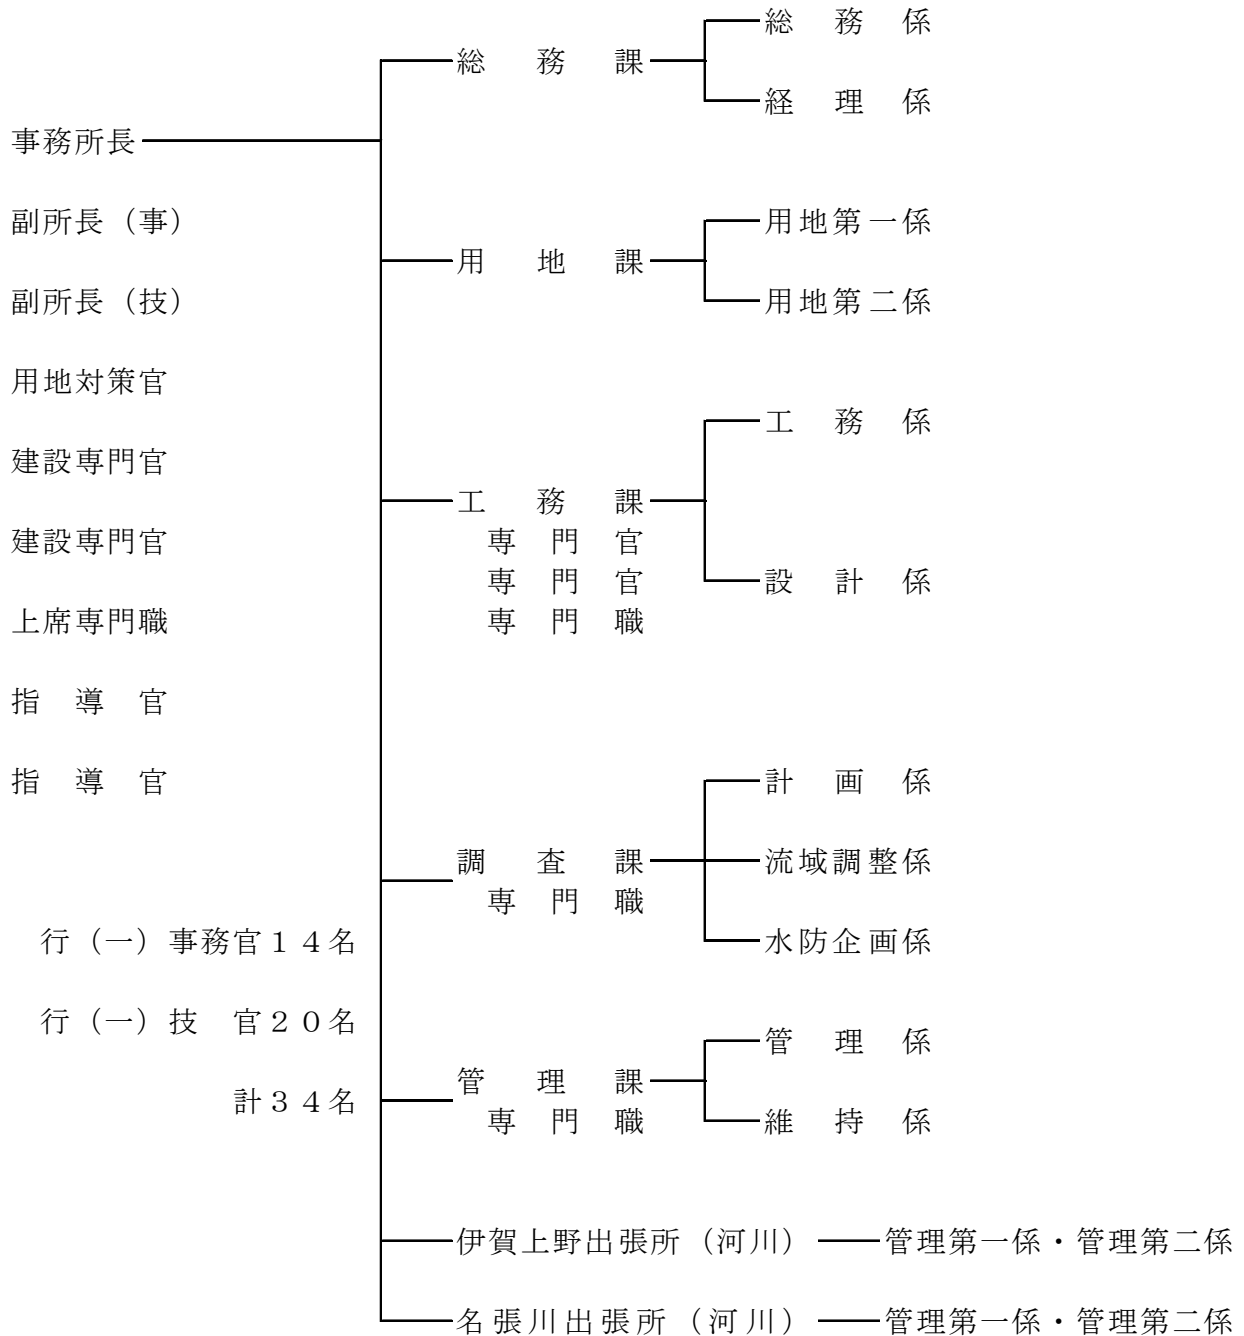 総務係
総務課
経理係
事務所長
副所長（事）
用地第一係
用地課
副所長（技）
用地第二係
用地対策官
工務係
建設専門官
工務課
建設専門官
専門官
専門官
設計係
上席専門職
専門職
指導官
指導官
計画係
調査課
流域調整係
専門職
行（一）事務官１４名
水防企画係
行（一）技　官２０名
管理係
管理課
計３４名
専門職
維持係
伊賀上野出張所（河川）
管理第一係・管理第二係
名張川出張所（河川）
管理第一係・管理第二係